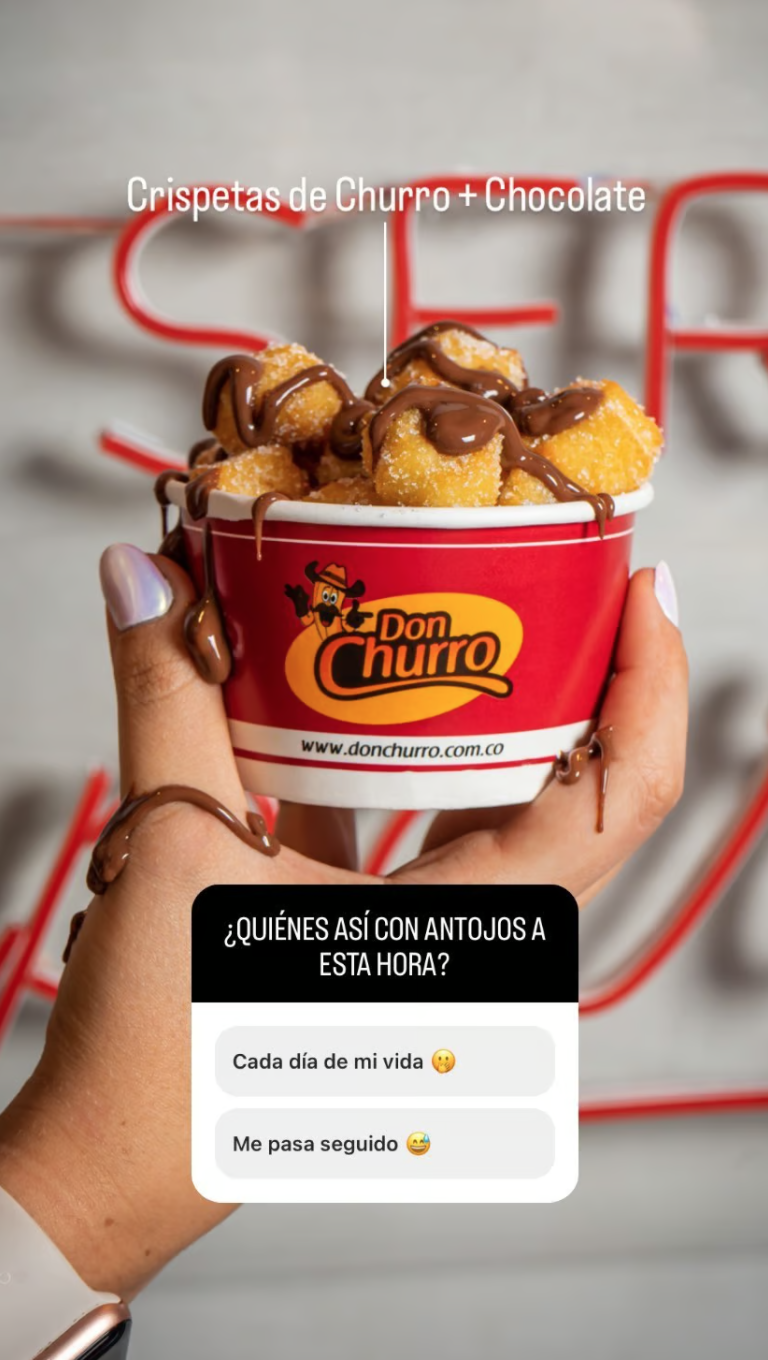 Crispetas de Churro + Chocolate
SER
Don
Churro
www.donchurro.com.co
¿QUIÉNES ASÍ CON ANTOJOS A
ESTA HORA?
Cada día de mi vida 🫢
Me pasa seguido 😅